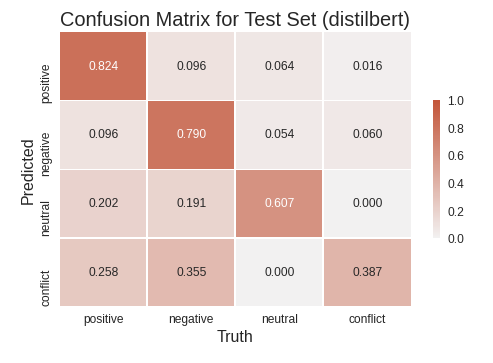 Confusion Matrix for Test Set (distilbert)
Predicted
positive
0.824 0.096 0.064 0.016
negative
0.096 0.790 0.054 0.060
neutral
0.202 0.191 0.607 0.000
conflict
0.258 0.355 0.000 0.387
positive negative neutral conflict
Truth
1.0
0.8
0.6
0.4
0.2
0.0